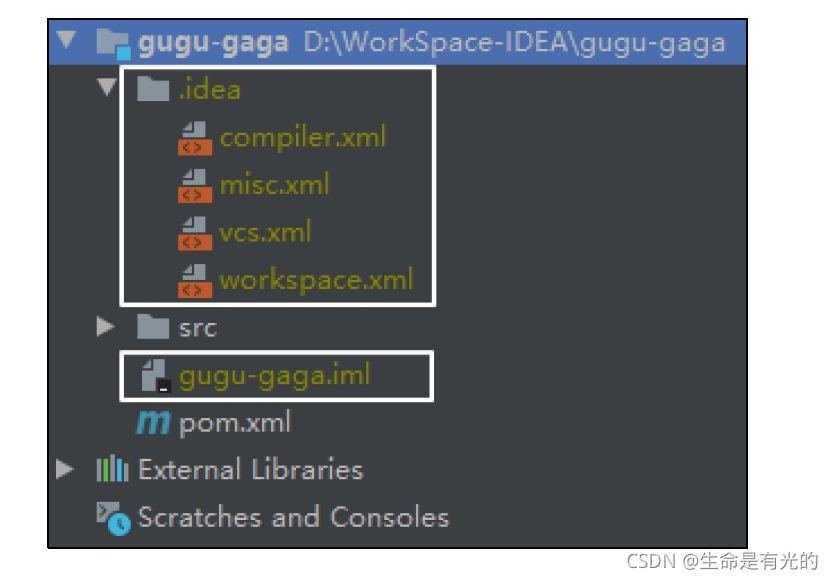 gugu-gaga D:\WorkSpace-IDEA\gugu-gaga
.idea
compiler.xml
misc.xml
vcs.xml
workspace.xml
src
gugu-gaga.iml
pom.xml
External Libraries
Scratches and Consoles
CSDN @生命是有光的